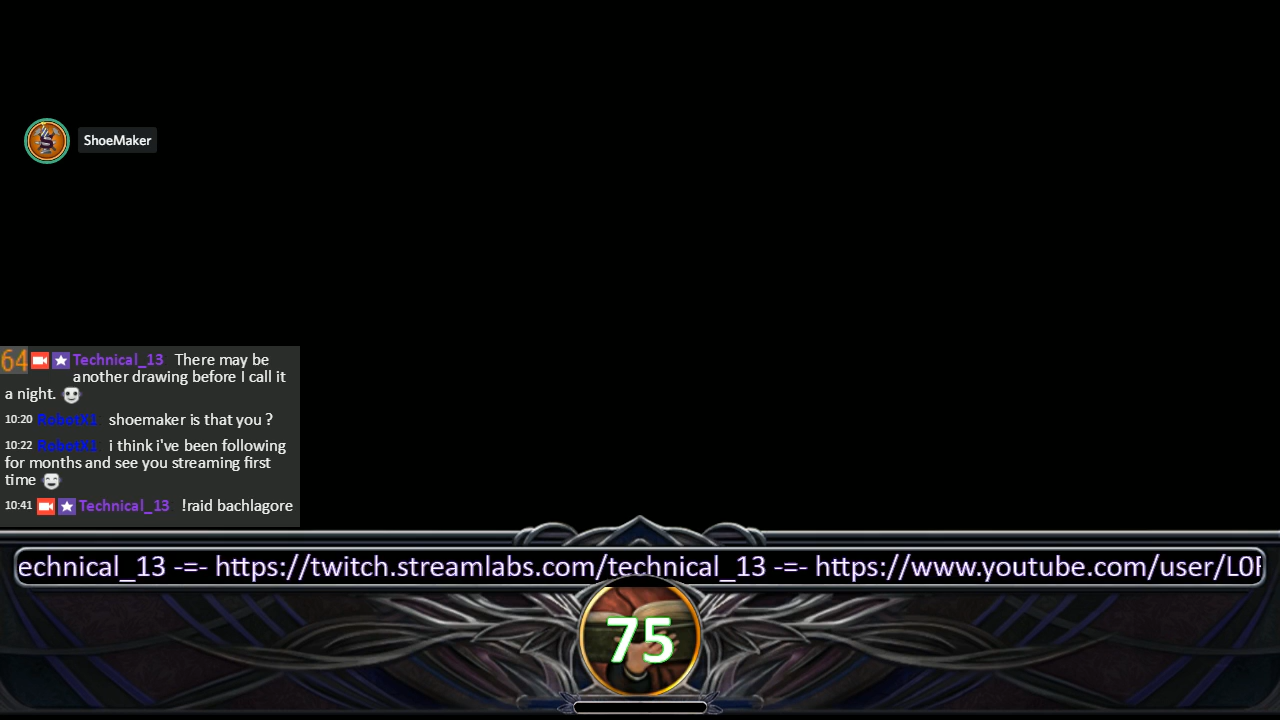 ShoeMaker
64 Technical_13 There may be
another drawing before I call it
a night.
10:20 RobotX1: shoemaker is that you ?
10:22 RobotX1: i think i've been following
for months and see you streaming first
time
10:41 Technical_13 !raid bachlagore
echnical_13 -=- https://twitch.streamlabs.com/technical_13 -=- https://www.youtube.com/user/L0
75